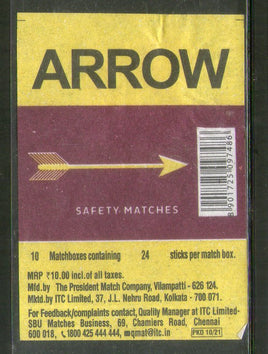 ARROW
SAFETY MATCHES
8901725097486
10 Matchboxes containing 24 sticks per match box.
MRP ₹10.00 incl.of all taxes.
Mfd.by The President Match Company, Vilampatti - 626 124.
Mktd.by ITC Limited, 37, J.L. Nehru Road, Kolkata - 700 071.
For Feedback/complaints contact, Quality Manager at ITC Limited-
SBU Matches Business, 69, Chamiers Road, Chennai
600 018, 1800 425 444 444, qmat@itc.in PKD 10/21